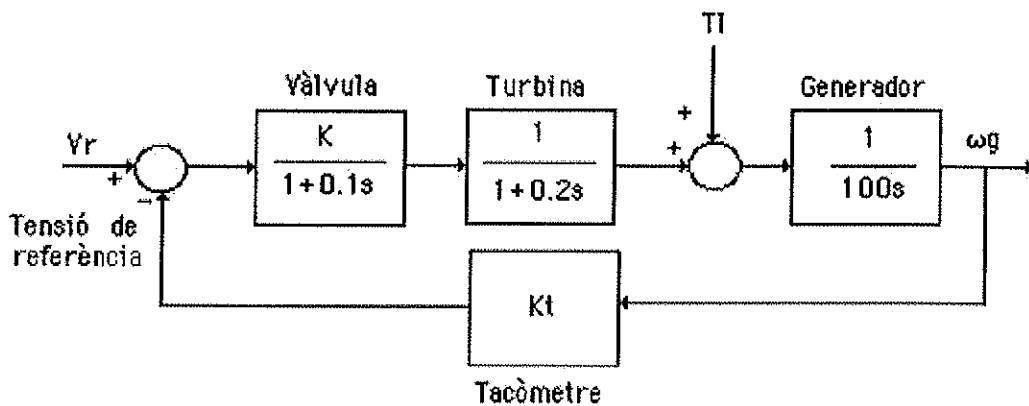 Tl
Vàlvula
Turbina
Generador
Vr
+
−
K
1+0.1s
1
1+0.2s
+
+
1
100s
ωg
Tensió de
referència
Kt
Tacòmetre